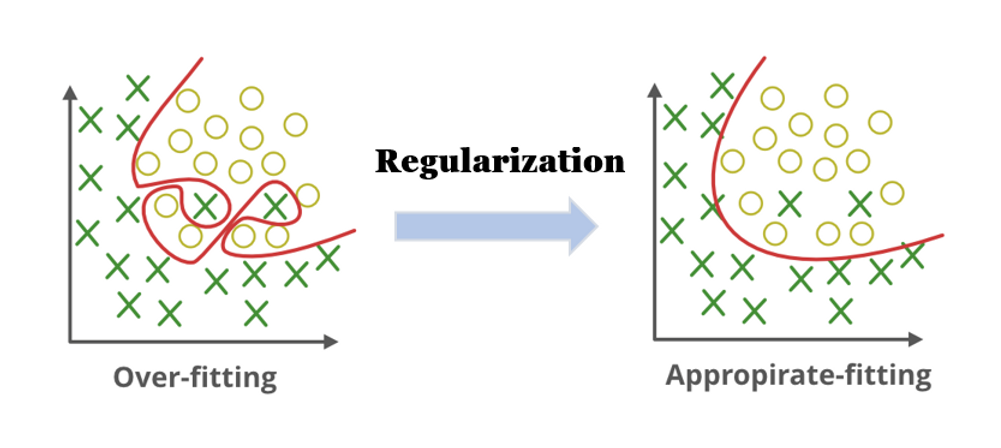 Regularization
Over-fitting
Appropirate-fitting